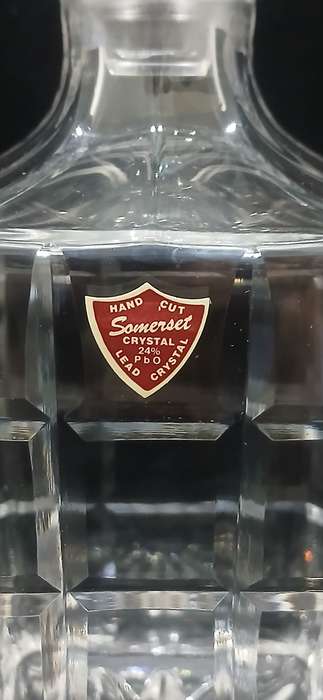 HAND CUT
Somerset
CRYSTAL
24%
PbO
LEAD CRYSTAL